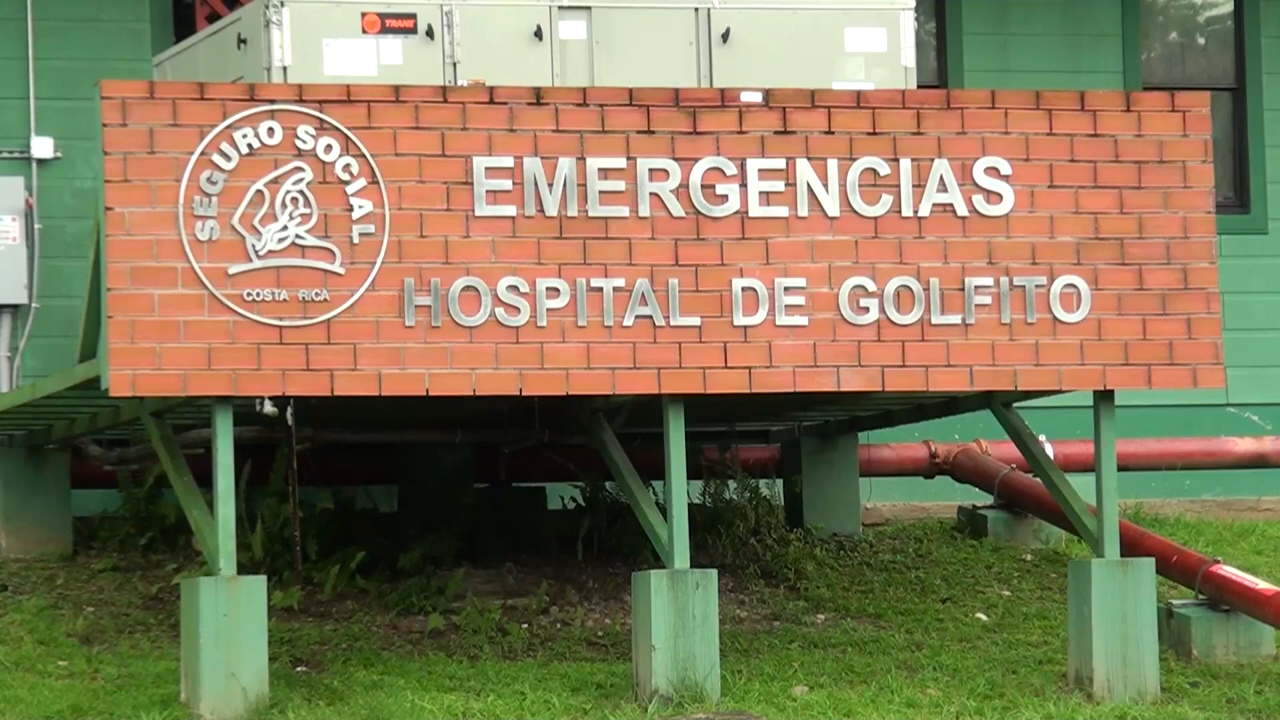 TRANE
SEGURO SOCIAL
COSTA RICA
EMERGENCIAS
HOSPITAL DE GOLFITO